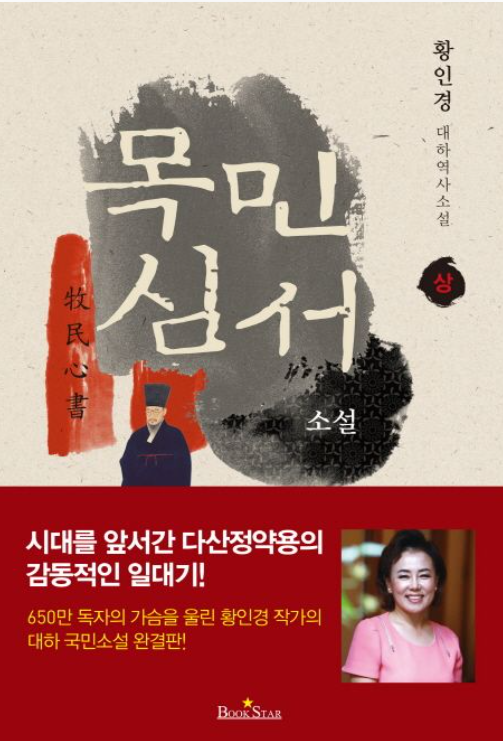 황인경
대하역사소설
상
목민
심서
牧民心書
소설
시대를 앞서간 다산정약용의
감동적인 일대기!
650만 독자의 가슴을 울린 황인경 작가의
대하 국민소설 완결판!
BOOK STAR